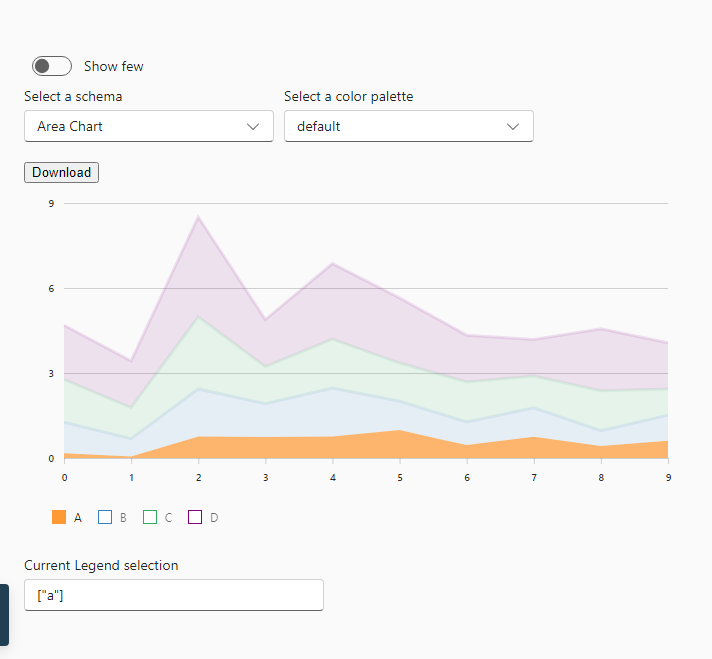 Show few
Select a schema Select a color palette
Area Chart default
Download
9
6
3
0
0 1 2 3 4 5 6 7 8 9
A B C D
Current Legend selection
["a"]